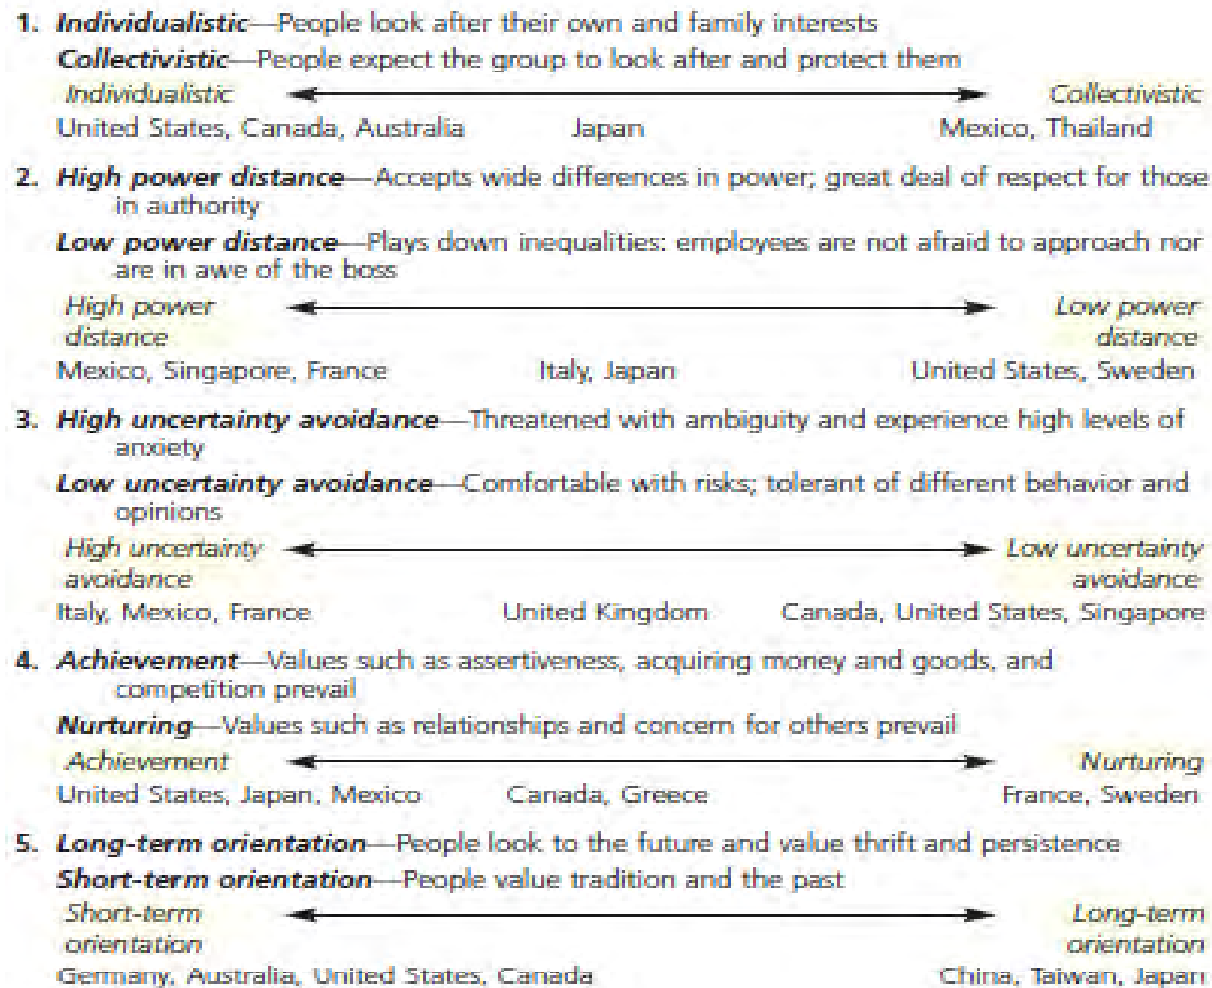 1. Individualistic—People look after their own and family interests
Collectivistic—People expect the group to look after and protect them
Individualistic Collectivistic
United States, Canada, Australia Japan Mexico, Thailand
2. High power distance—Accepts wide differences in power; great deal of respect for those
in authority
Low power distance—Plays down inequalities: employees are not afraid to approach nor
are in awe of the boss
High power Low power
distance distance
Mexico, Singapore, France Italy, Japan United States, Sweden
3. High uncertainty avoidance—Threatened with ambiguity and experience high levels of
anxiety
Low uncertainty avoidance—Comfortable with risks; tolerant of different behavior and
opinions
High uncertainty Low uncertainty
avoidance avoidance
Italy, Mexico, France United Kingdom Canada, United States, Singapore
4. Achievement—Values such as assertiveness, acquiring money and goods, and
competition prevail
Nurturing—Values such as relationships and concern for others prevail
Achievement Nurturing
United States, Japan, Mexico Canada, Greece France, Sweden
5. Long-term orientation—People look to the future and value thrift and persistence
Short-term orientation—People value tradition and the past
Short-term Long-term
orientation orientation
Germany, Australia, United States, Canada China, Taiwan, Japan